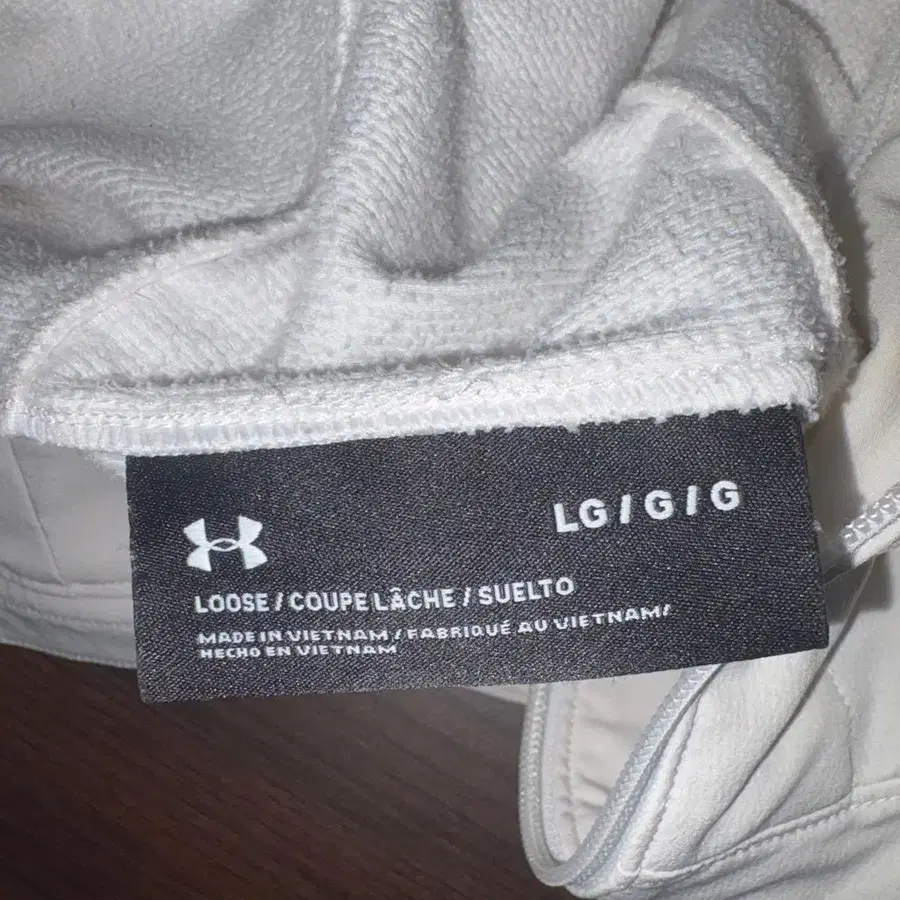 LG / G / G
LOOSE / COUPE LÂCHE / SUELTO
MADE IN VIETNAM / FABRIQUÉ AU VIETNAM /
HECHO EN VIETNAM